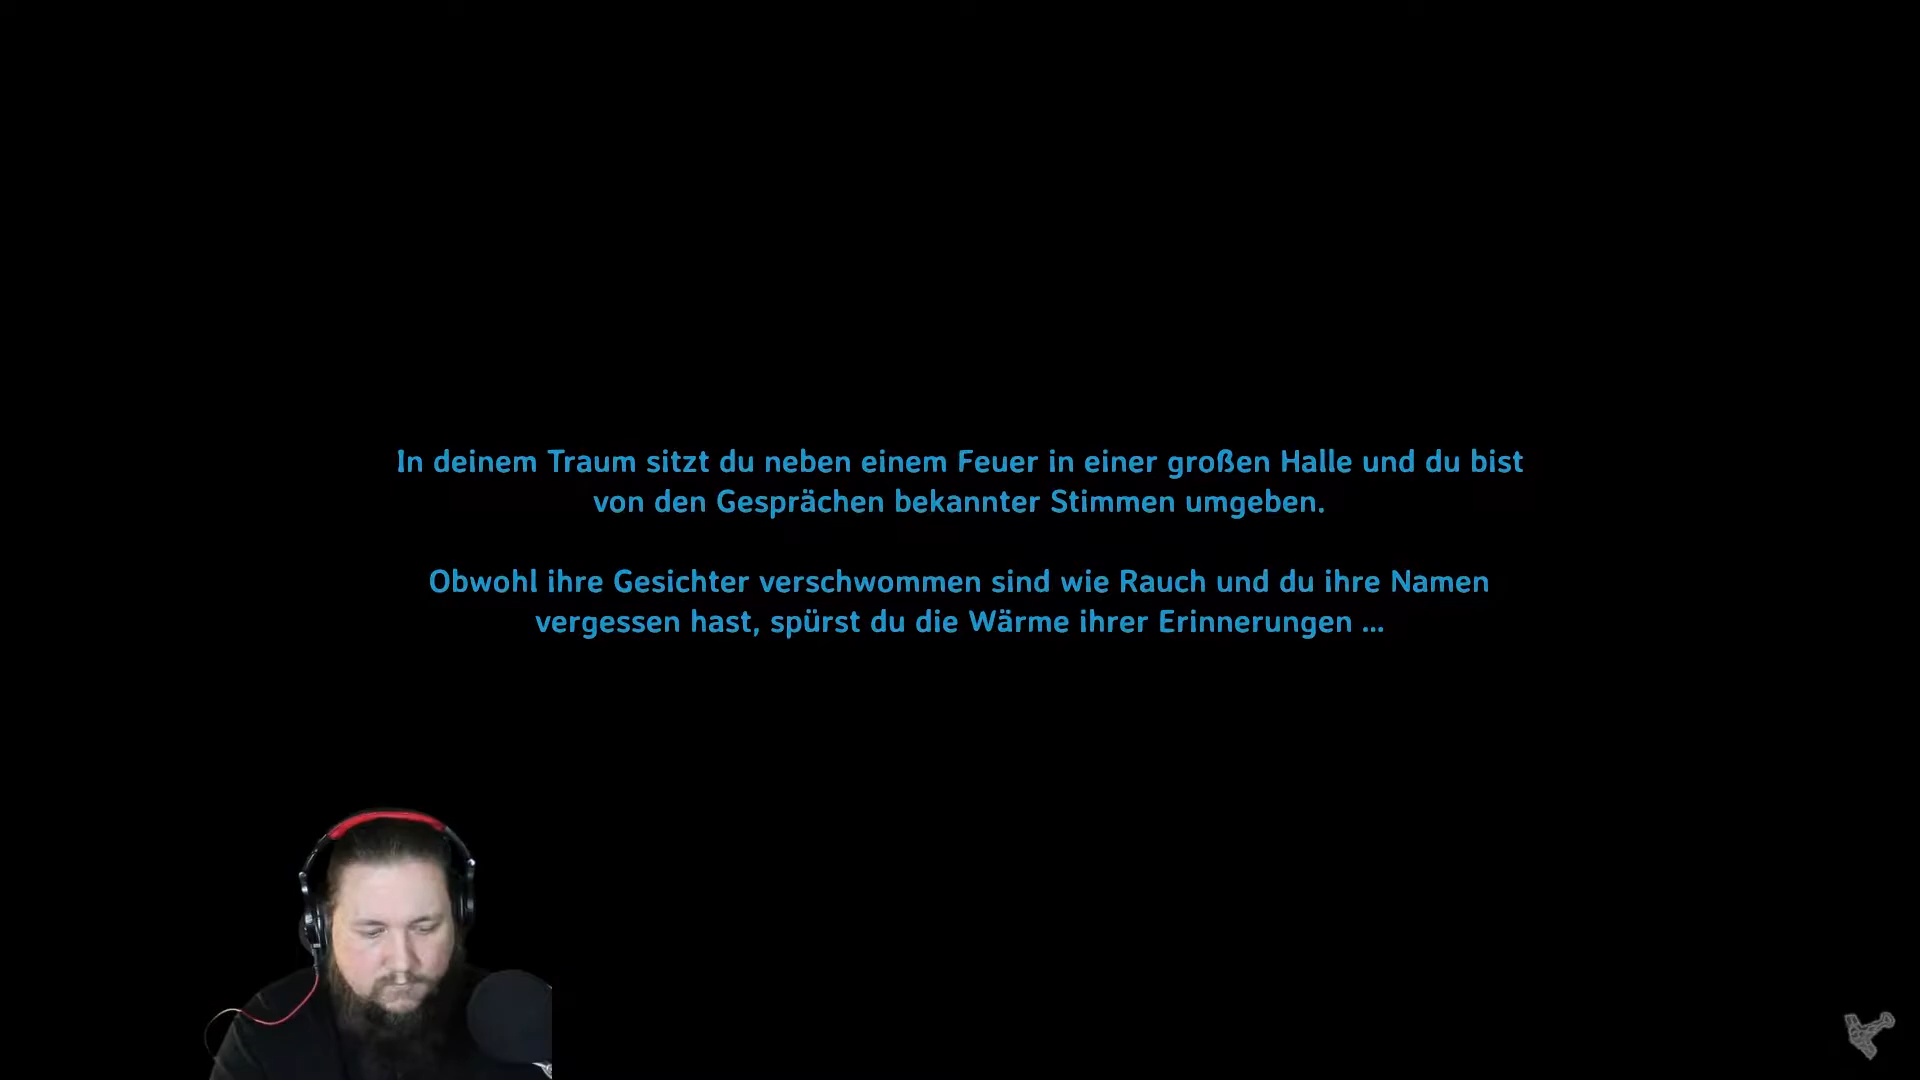 In deinem Traum sitzt du neben einem Feuer in einer großen Halle und du bist
von den Gesprächen bekannter Stimmen umgeben.
Obwohl ihre Gesichter verschwommen sind wie Rauch und du ihre Namen
vergessen hast, spürst du die Wärme ihrer Erinnerungen ...